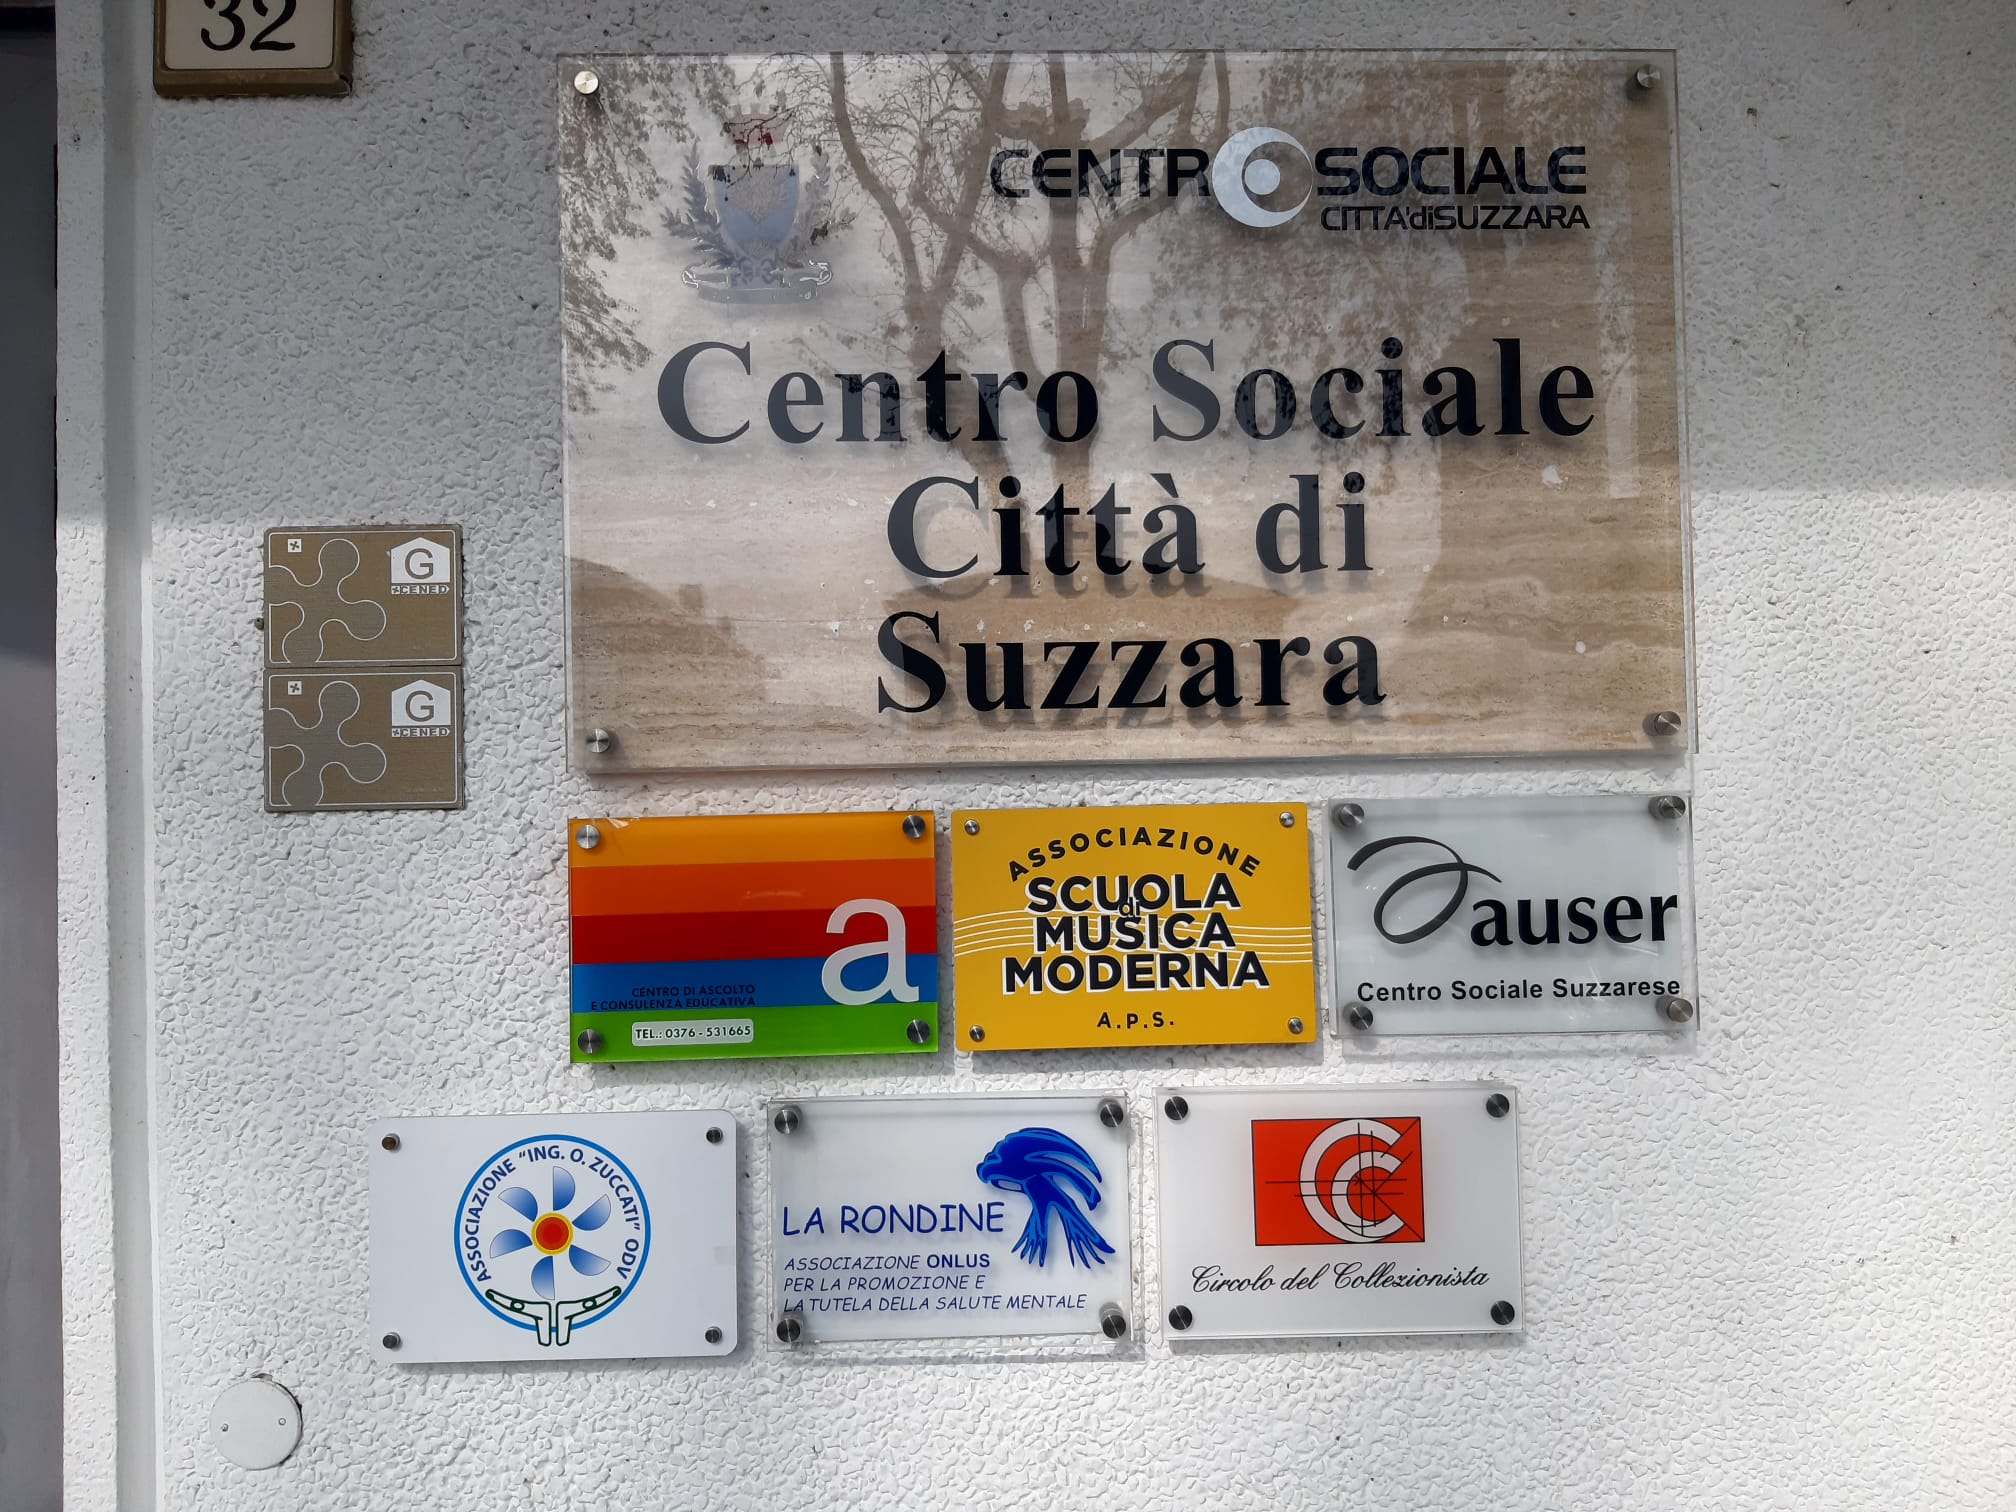 32
CENTRO SOCIALE
CITTA'diSUZZARA
Centro Sociale
Città di
Suzzara
G
CENED
G
CENED
a
CENTRO DI ASCOLTO
E CONSULENZA EDUCATIVA
TEL.: 0376 - 531665
ASSOCIAZIONE
SCUOLA
di
MUSICA
MODERNA
A.P.S.
auser
Centro Sociale Suzzarese
ASSOCIAZIONE "ING. O. ZUCCATI" ODV
LA RONDINE
ASSOCIAZIONE ONLUS
PER LA PROMOZIONE E
LA TUTELA DELLA SALUTE MENTALE
CC
Circolo del Collezionista